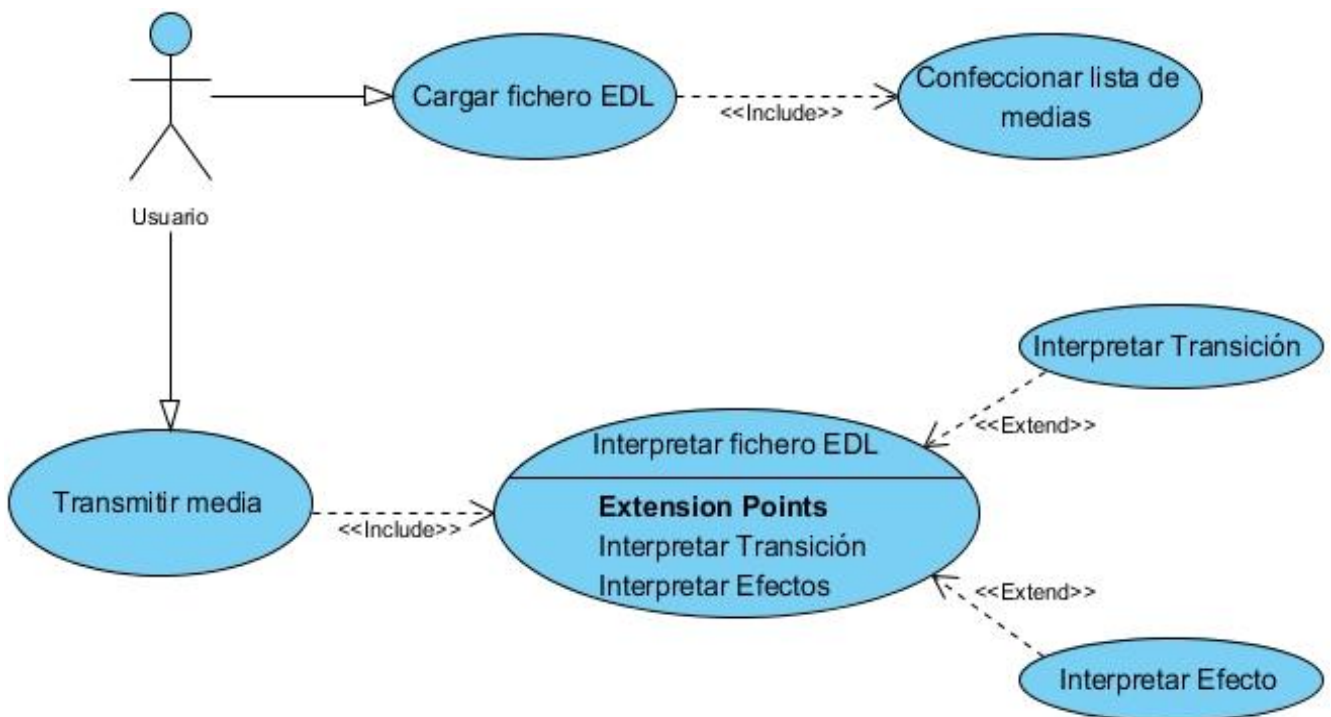 Cargar fichero EDL
<<Include>>
Confeccionar lista de
medias
Usuario
Interpretar Transición
<<Extend>>
Transmitir media
<<Include>>
Interpretar fichero EDL
Extension Points
Interpretar Transición
Interpretar Efectos
<<Extend>>
Interpretar Efecto